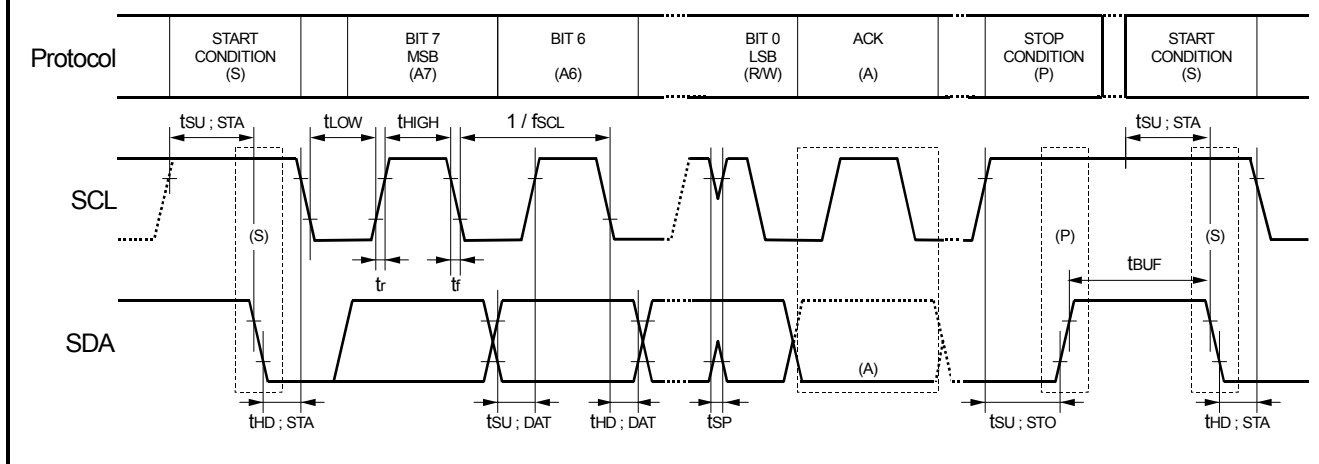 Protocol
START
CONDITION
(S)
BIT 7
MSB
(A7)
BIT 6
(A6)
BIT 0
LSB
(R/W)
ACK
(A)
STOP
CONDITION
(P)
START
CONDITION
(S)
tSU ; STA
tLOW
tHIGH
1 / fSCL
tSU ; STA
SCL
(S)
(P)
(S)
tr
tf
tBUF
SDA
(A)
tHD ; STA
tSU ; DAT
tHD ; DAT
tSP
tSU ; STO
tHD ; STA